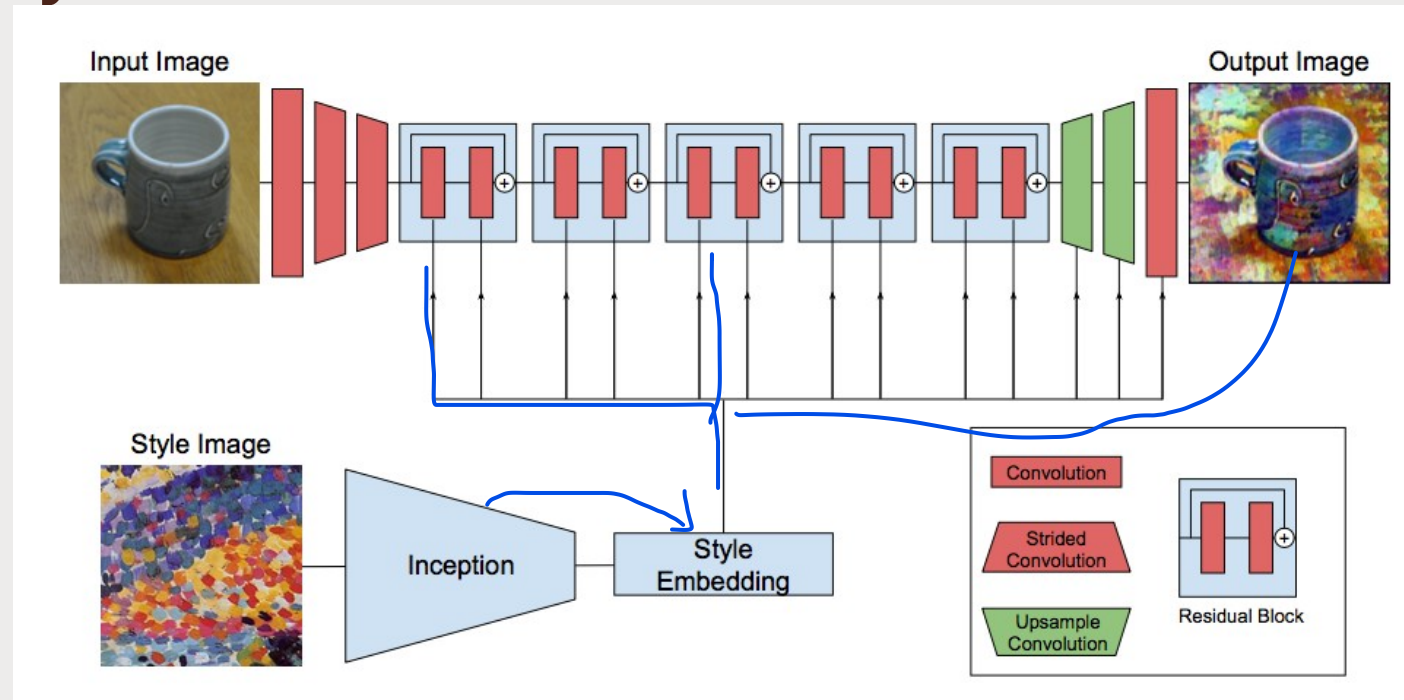 Input Image
Output Image
+
+
+
+
+
Style Image
Inception
Style
Embedding
Convolution
Strided
Convolution
Upsample
Convolution
+
Residual Block